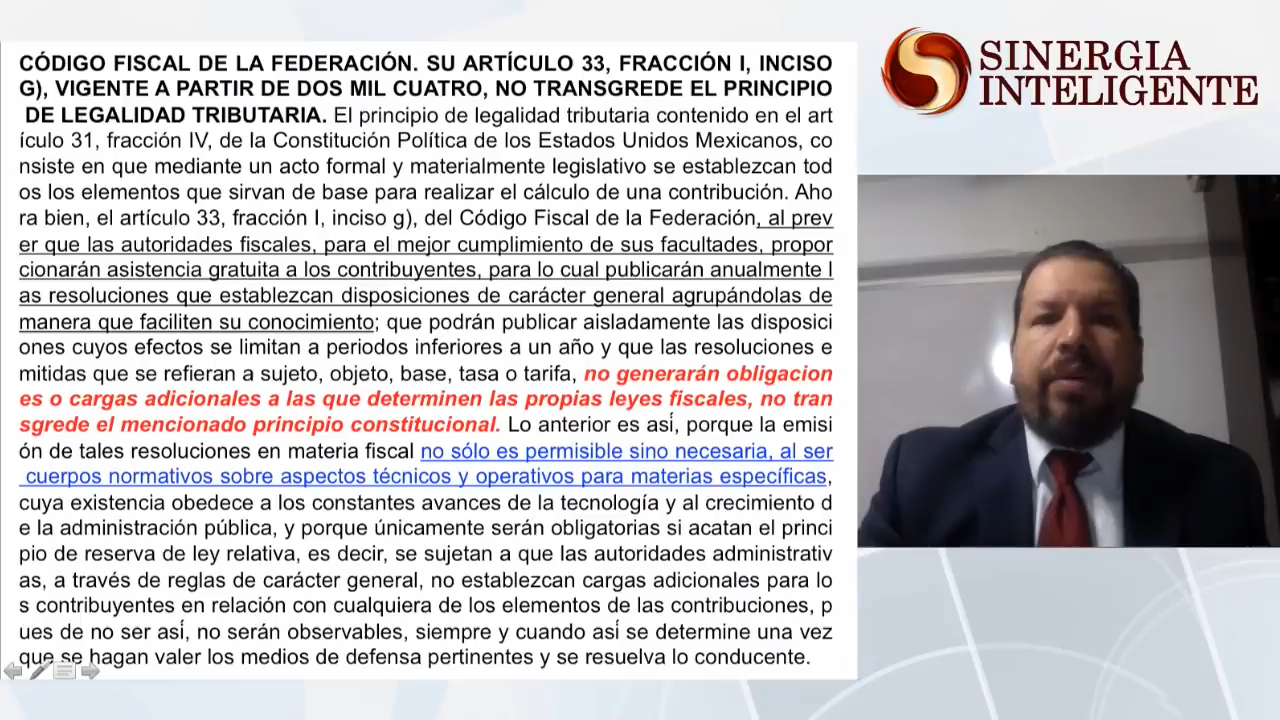 CÓDIGO FISCAL DE LA FEDERACIÓN. SU ARTÍCULO 33, FRACCIÓN I, INCISO
G), VIGENTE A PARTIR DE DOS MIL CUATRO, NO TRANSGREDE EL PRINCIPIO
DE LEGALIDAD TRIBUTARIA. El principio de legalidad tributaria contenido en el art
ículo 31, fracción IV, de la Constitución Política de los Estados Unidos Mexicanos, co
nsiste en que mediante un acto formal y materialmente legislativo se establezcan tod
os los elementos que sirvan de base para realizar el cálculo de una contribución. Aho
ra bien, el artículo 33, fracción I, inciso g), del Código Fiscal de la Federación, al prev
er que las autoridades fiscales, para el mejor cumplimiento de sus facultades, propor
cionarán asistencia gratuita a los contribuyentes, para lo cual publicarán anualmente l
as resoluciones que establezcan disposiciones de carácter general agrupándolas de
manera que faciliten su conocimiento; que podrán publicar aisladamente las disposici
ones cuyos efectos se limitan a periodos inferiores a un año y que las resoluciones e
mitidas que se refieran a sujeto, objeto, base, tasa o tarifa, no generarán obligacion
es o cargas adicionales a las que determinen las propias leyes fiscales, no tran
sgrede el mencionado principio constitucional. Lo anterior es así, porque la emisi
ón de tales resoluciones en materia fiscal no sólo es permisible sino necesaria, al ser
cuerpos normativos sobre aspectos técnicos y operativos para materias específicas,
cuya existencia obedece a los constantes avances de la tecnología y al crecimiento d
e la administración pública, y porque únicamente serán obligatorias si acatan el princi
pio de reserva de ley relativa, es decir, se sujetan a que las autoridades administrativ
as, a través de reglas de carácter general, no establezcan cargas adicionales para lo
s contribuyentes en relación con cualquiera de los elementos de las contribuciones, p
ues de no ser así, no serán observables, siempre y cuando así se determine una vez
que se hagan valer los medios de defensa pertinentes y se resuelva lo conducente.
SINERGIA
INTELIGENTE